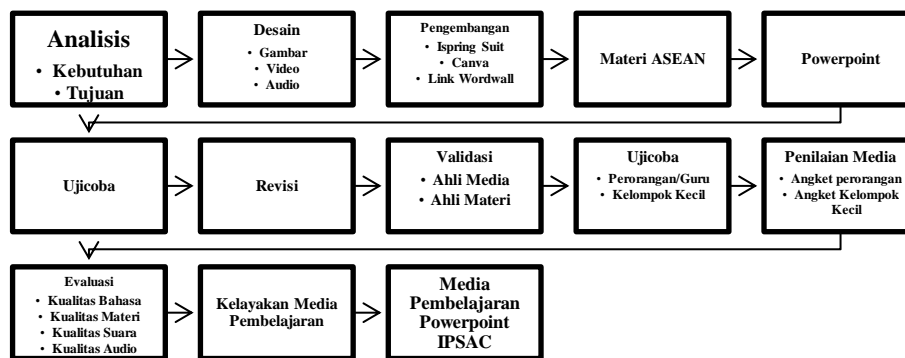 Analisis
• Kebutuhan
• Tujuan
Desain
• Gambar
• Video
• Audio
Pengembangan
• Ispring Suit
• Canva
• Link Wordwall
Materi ASEAN
Powerpoint
Ujicoba
Revisi
Validasi
• Ahli Media
• Ahli Materi
Ujicoba
• Perorangan/Guru
• Kelompok Kecil
Penilaian Media
• Angket perorangan
• Angket Kelompok
Kecil
Evaluasi
• Kualitas Bahasa
• Kualitas Materi
• Kualitas Suara
• Kualitas Audio
Kelayakan Media
Pembelajaran
Media
Pembelajaran
Powerpoint
IPSAC